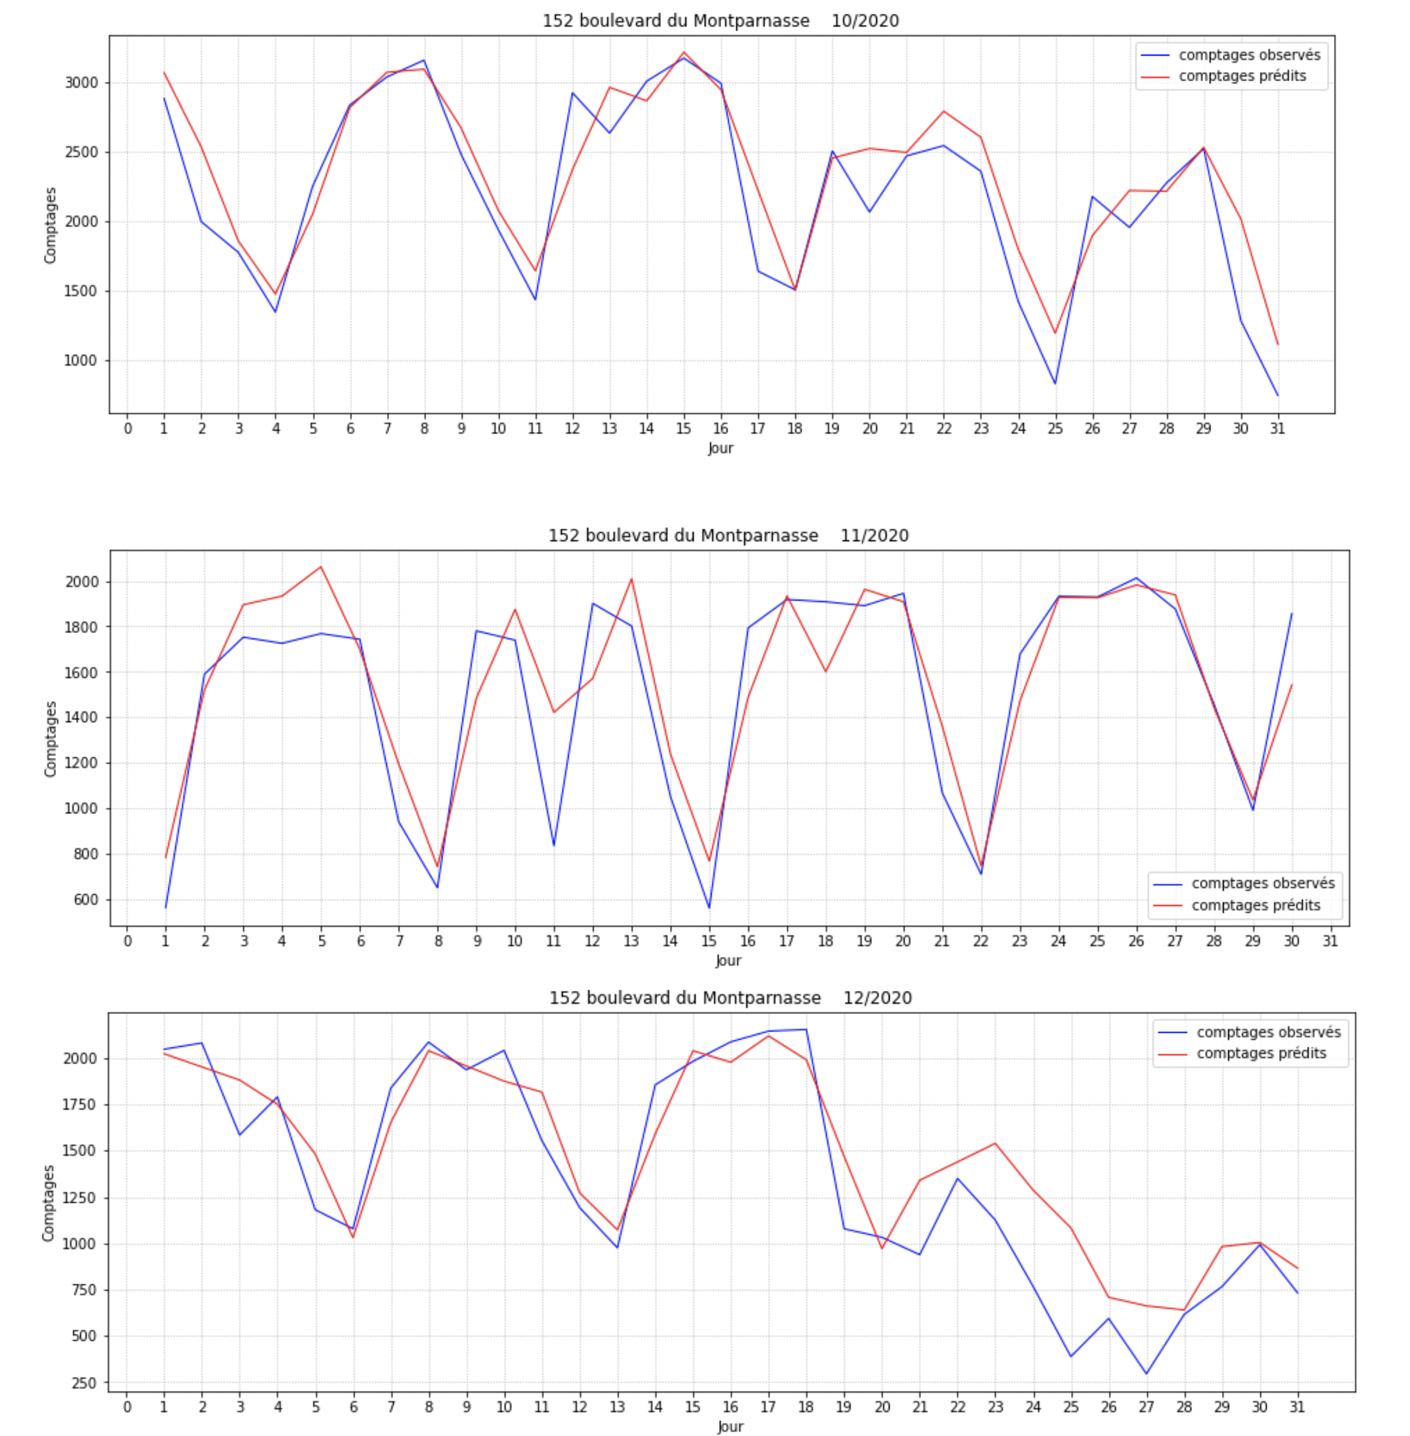 152 boulevard du Montparnasse 10/2020
comptages observés
comptages prédits
3000
2500
2000
1500
1000
Comptages
0 1 2 3 4 5 6 7 8 9 10 11 12 13 14 15 16 17 18 19 20 21 22 23 24 25 26 27 28 29 30 31
Jour
152 boulevard du Montparnasse 11/2020
2000
1800
1600
1400
1200
1000
800
600
Comptages
comptages observés
comptages prédits
0 1 2 3 4 5 6 7 8 9 10 11 12 13 14 15 16 17 18 19 20 21 22 23 24 25 26 27 28 29 30 31
Jour
152 boulevard du Montparnasse 12/2020
comptages observés
comptages prédits
2000
1750
1500
1250
1000
750
500
250
Comptages
0 1 2 3 4 5 6 7 8 9 10 11 12 13 14 15 16 17 18 19 20 21 22 23 24 25 26 27 28 29 30 31
Jour